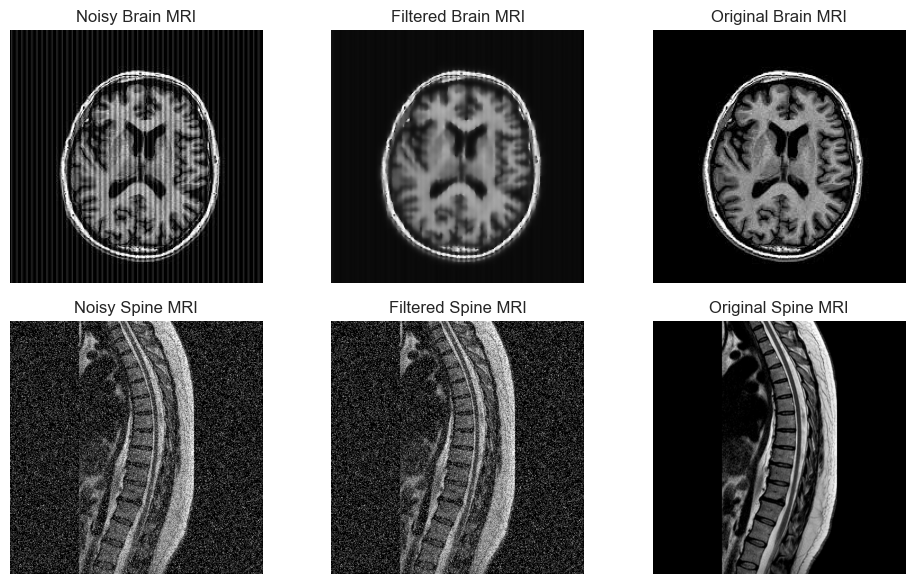 Noisy Brain MRI
Filtered Brain MRI
Original Brain MRI
Noisy Spine MRI
Filtered Spine MRI
Original Spine MRI